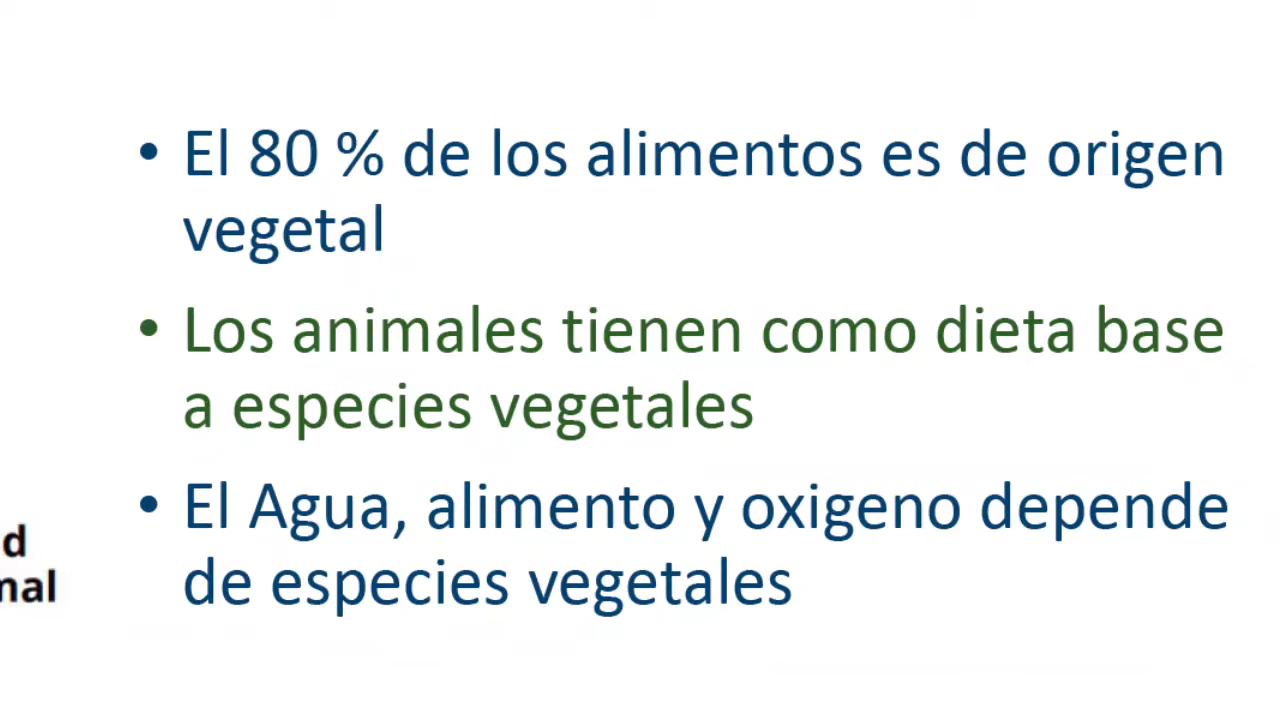 • El 80 % de los alimentos es de origen
vegetal
• Los animales tienen como dieta base
a especies vegetales
• El Agua, alimento y oxigeno depende
de especies vegetales
d
mal